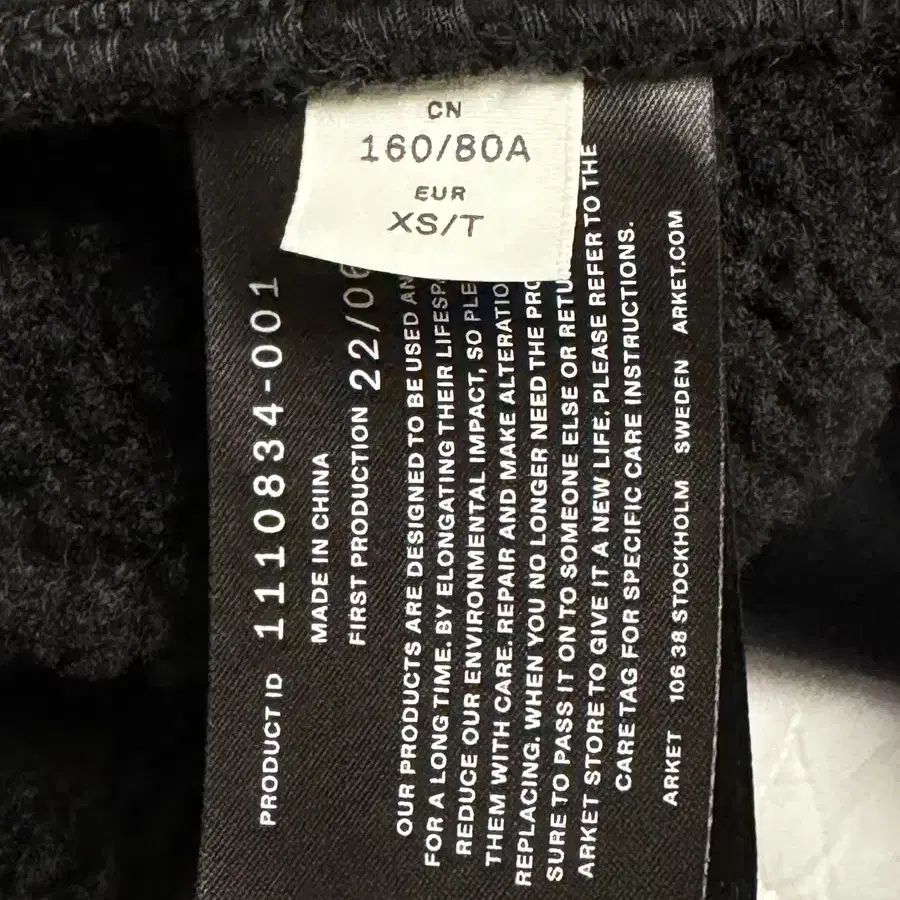 CN
160/80A
EUR
XS/T
PRODUCT ID 1110834-001
MADE IN CHINA
FIRST PRODUCTION 22/06
OUR PRODUCTS ARE DESIGNED TO BE USED AN
FOR A LONG TIME. BY ELONGATING THEIR LIFESP
REDUCE OUR ENVIRONMENTAL IMPACT, SO PLE
THEM WITH CARE. REPAIR AND MAKE ALTERATIO
REPLACING. WHEN YOU NO LONGER NEED THE PRO
SURE TO PASS IT ON TO SOMEONE ELSE OR RETU
ARKET STORE TO GIVE IT A NEW LIFE. PLEASE REFER TO THE
CARE TAG FOR SPECIFIC CARE INSTRUCTIONS.
ARKET 106 38 STOCKHOLM SWEDEN ARKET.COM